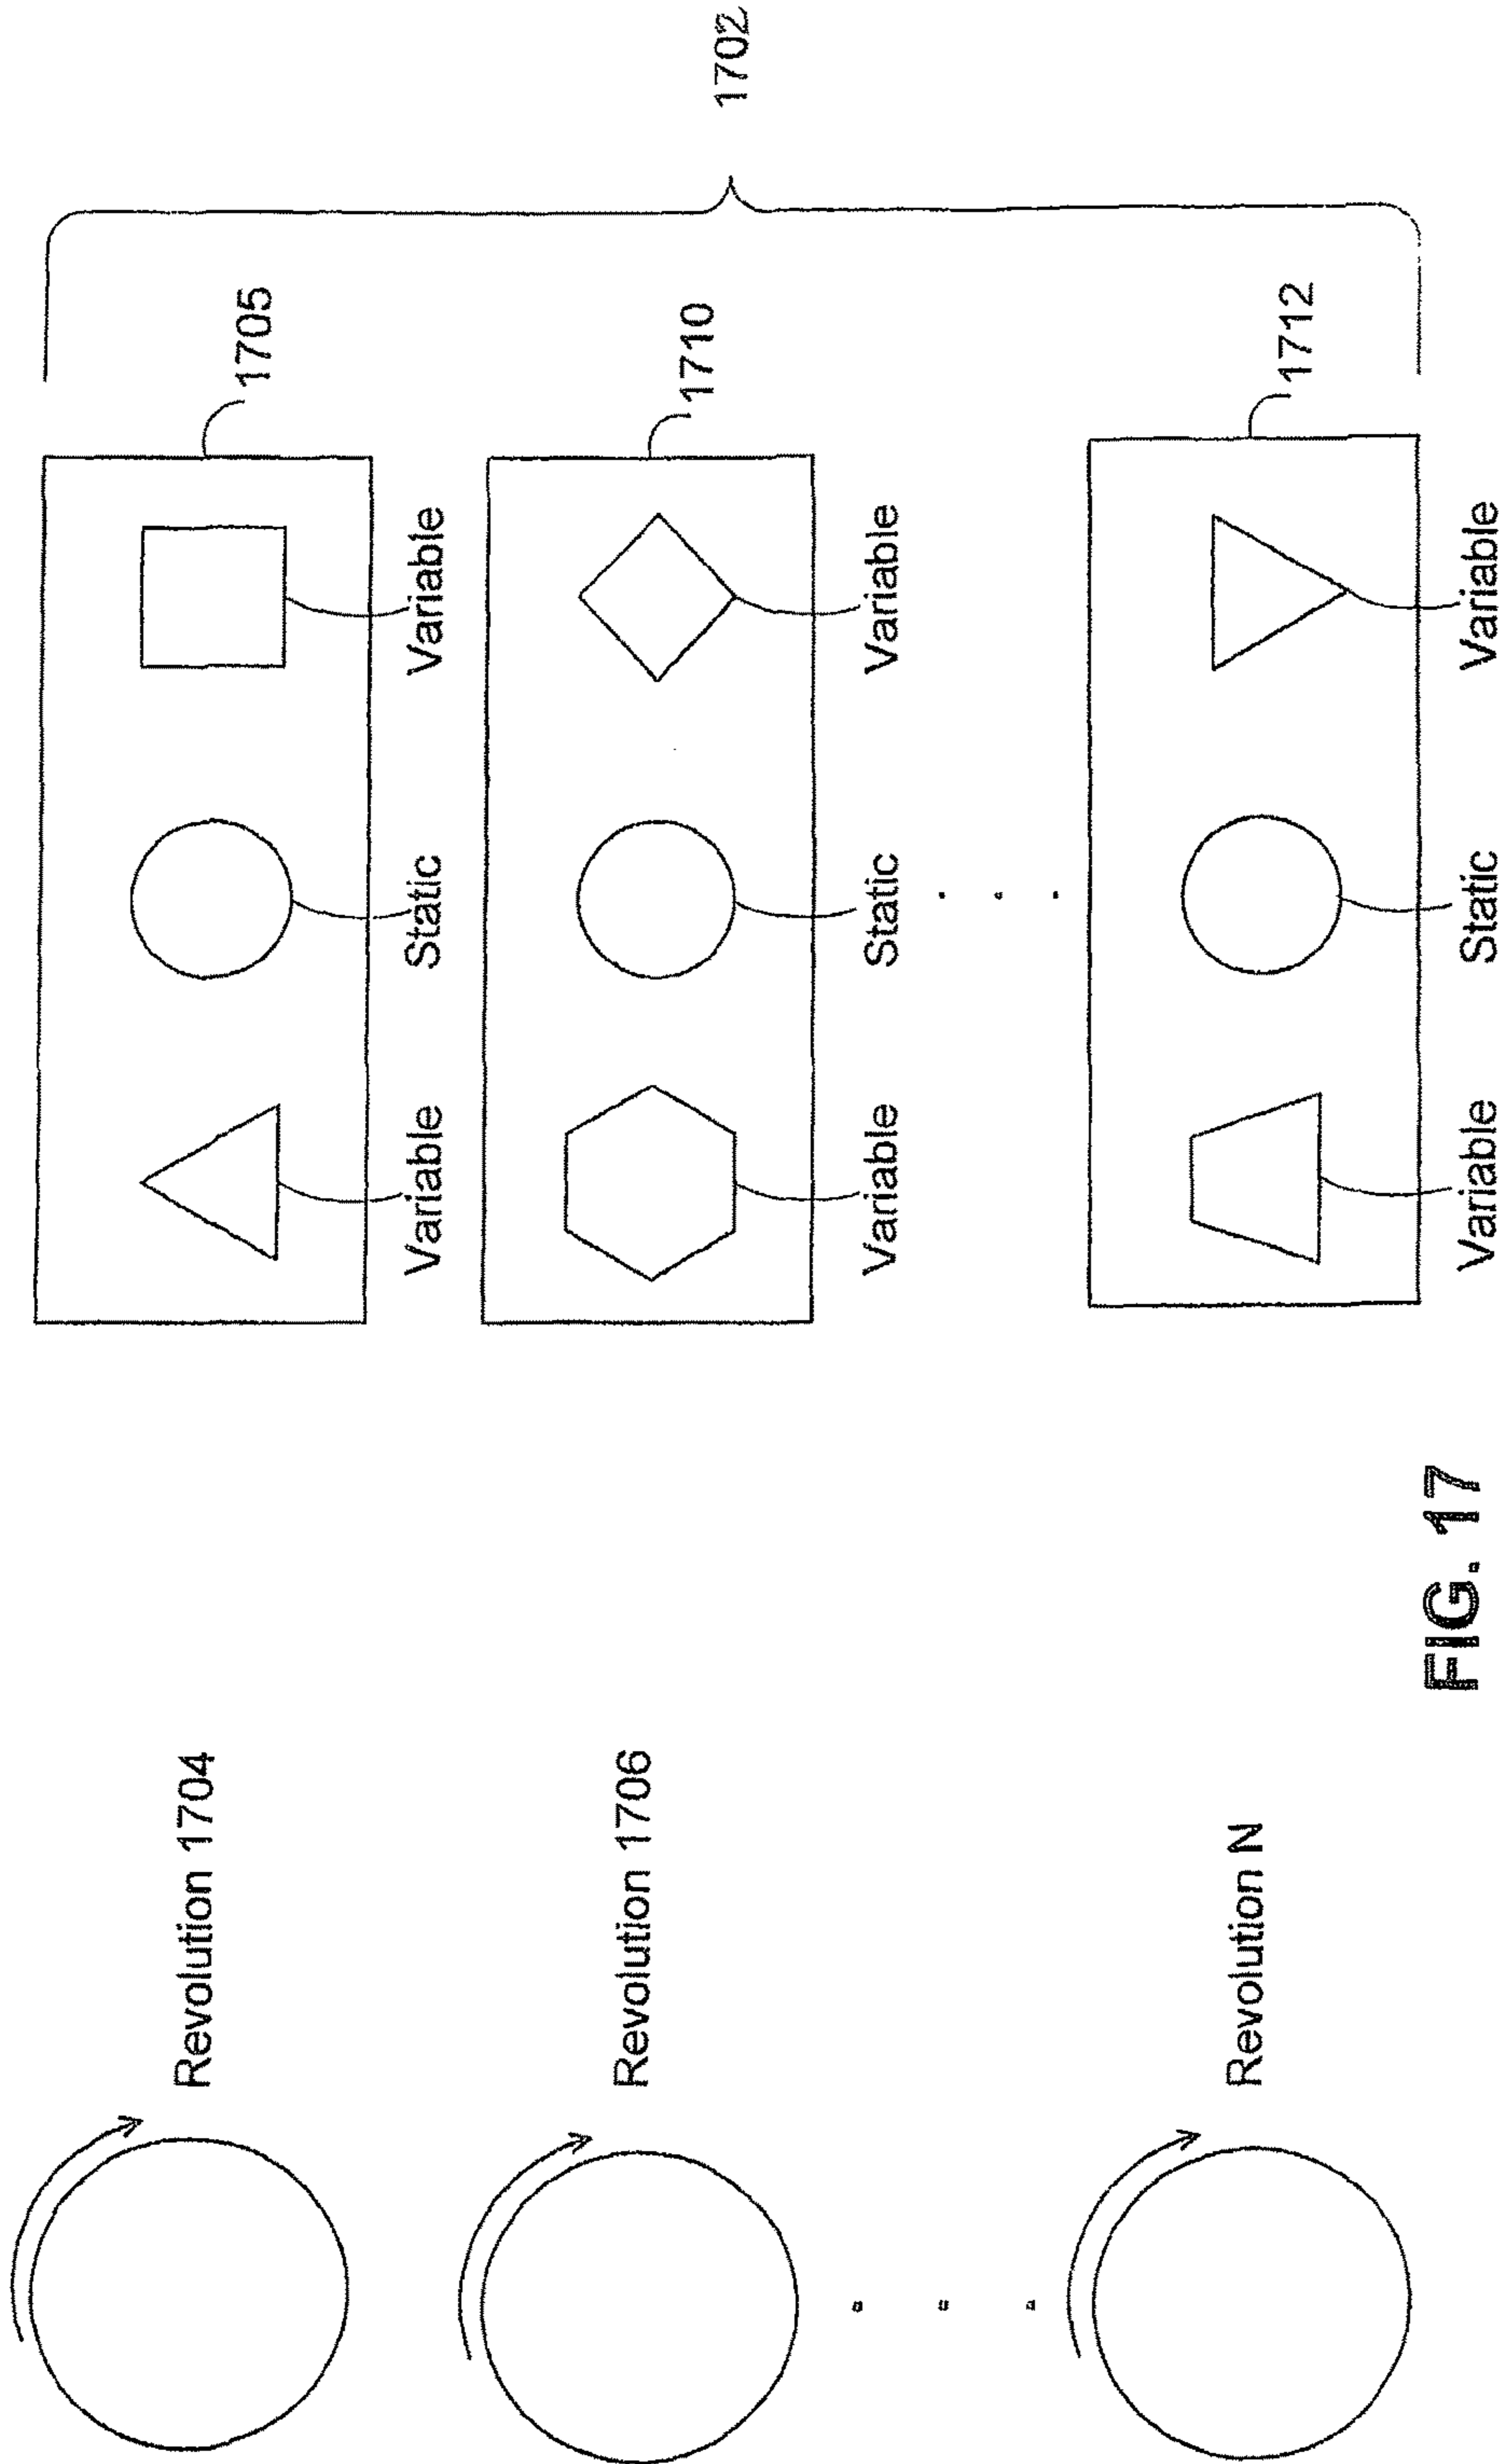 Revolution 1704
Variable
Static
Variable
1705
Revolution 1706
Variable
Static
Variable
1710
Revolution N
Variable
Static
Variable
1712
1702
FIG. 17